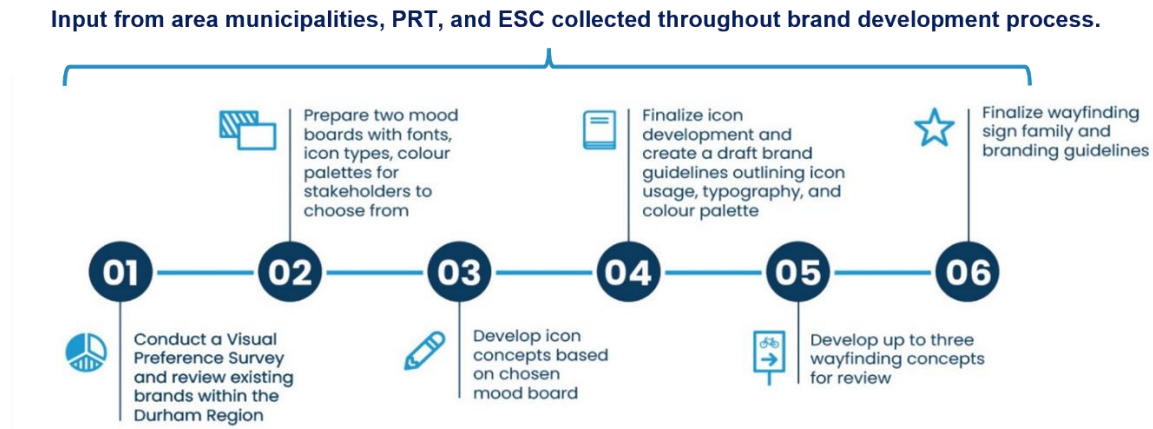 Input from area municipalities, PRT, and ESC collected throughout brand development process.
01
Conduct a Visual
Preference Survey
and review existing
brands within the
Durham Region
02
Prepare two mood
boards with fonts,
icon types, colour
palettes for
stakeholders to
choose from
03
Develop icon
concepts based
on chosen
mood board
04
Finalize icon
development and
create a draft brand
guidelines outlining icon
usage, typography, and
colour palette
05
Develop up to three
wayfinding concepts
for review
06
Finalize wayfinding
sign family and
branding guidelines